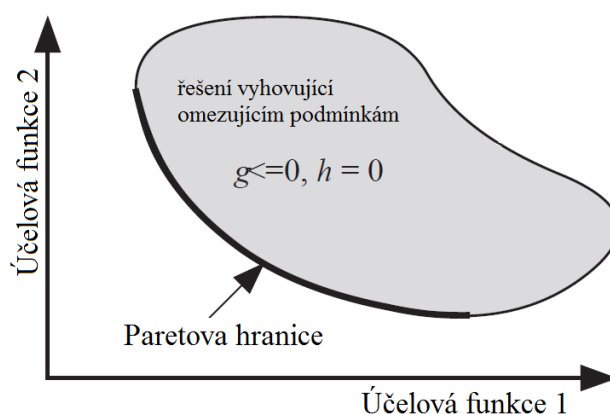 Účelová funkce 2
řešení vyhovující
omezujícím podmínkám
g<=0, h = 0
Paretova hranice
Účelová funkce 1